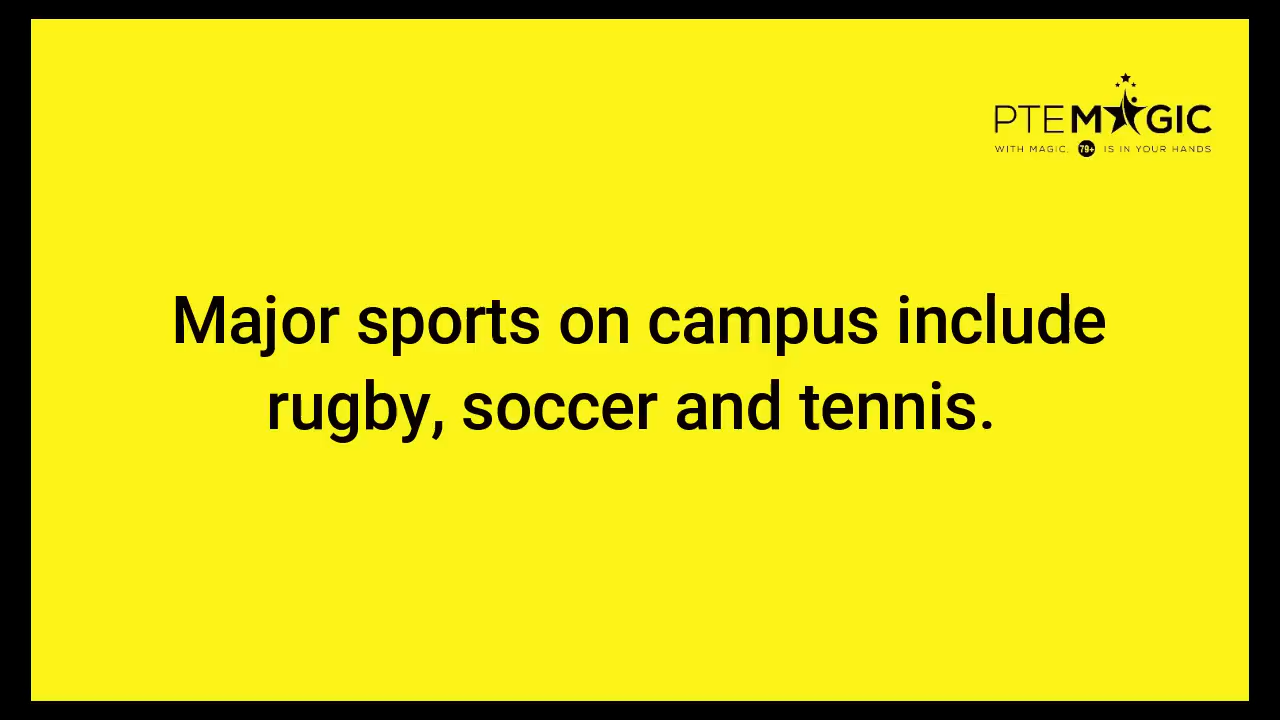 PTEMAGIC
WITH MAGIC, 79+ IS IN YOUR HANDS
Major sports on campus include
rugby, soccer and tennis.